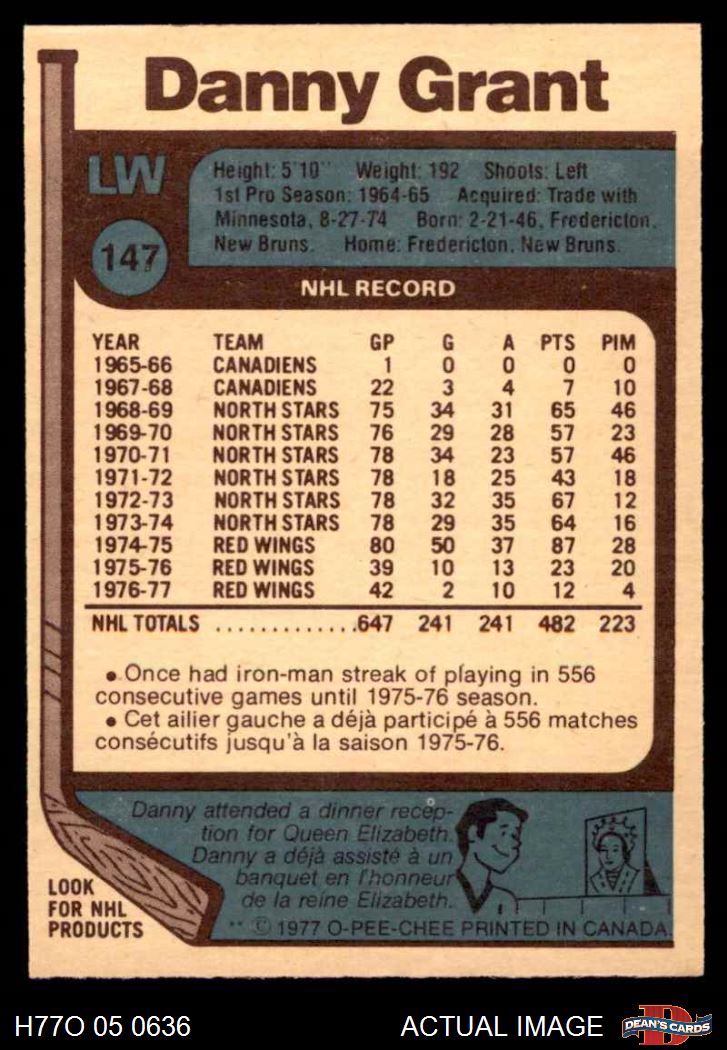 Danny Grant
LW
147
Height: 5'10" Weight: 192 Shoots: Left
1st Pro Season: 1964-65 Acquired: Trade with
Minnesota, 8-27-74 Born: 2-21-46, Fredericton,
New Bruns. Home: Fredericton, New Bruns.
NHL RECORD
YEAR TEAM GP G A PTS PIM
1965-66 CANADIENS 1 0 0 0 0
1967-68 CANADIENS 22 3 4 7 10
1968-69 NORTH STARS 75 34 31 65 46
1969-70 NORTH STARS 76 29 28 57 23
1970-71 NORTH STARS 78 34 23 57 46
1971-72 NORTH STARS 78 18 25 43 18
1972-73 NORTH STARS 78 32 35 67 12
1973-74 NORTH STARS 78 29 35 64 16
1974-75 RED WINGS 80 50 37 87 28
1975-76 RED WINGS 39 10 13 23 20
1976-77 RED WINGS 42 2 10 12 4
NHL TOTALS .............647 241 241 482 223
• Once had iron-man streak of playing in 556
consecutive games until 1975-76 season.
• Cet ailier gauche a déjà participé à 556 matches
consécutifs jusqu'à la saison 1975-76.
Danny attended a dinner recep-
tion for Queen Elizabeth.
Danny a déjà assisté à un
banquet en l'honneur
de la reine Elizabeth.
LOOK
FOR NHL
PRODUCTS
** © 1977 O-PEE-CHEE PRINTED IN CANADA.
H77O 05 0636 ACTUAL IMAGE
D
DEAN'S CARDS